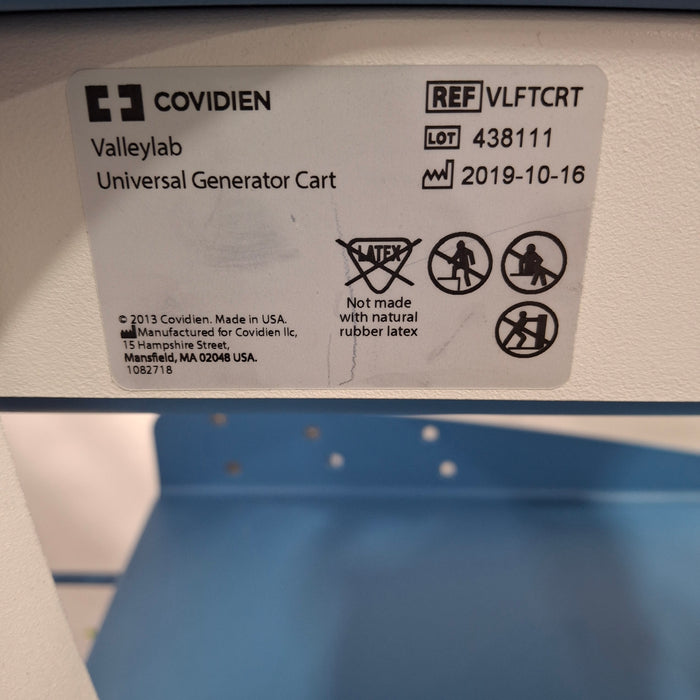 COVIDIEN
Valleylab
Universal Generator Cart
REF VLFTCRT
LOT 438111
2019-10-16
LATEX
Not made
with natural
rubber latex
© 2013 Covidien. Made in USA.
Manufactured for Covidien llc,
15 Hampshire Street,
Mansfield, MA 02048 USA.
1082718